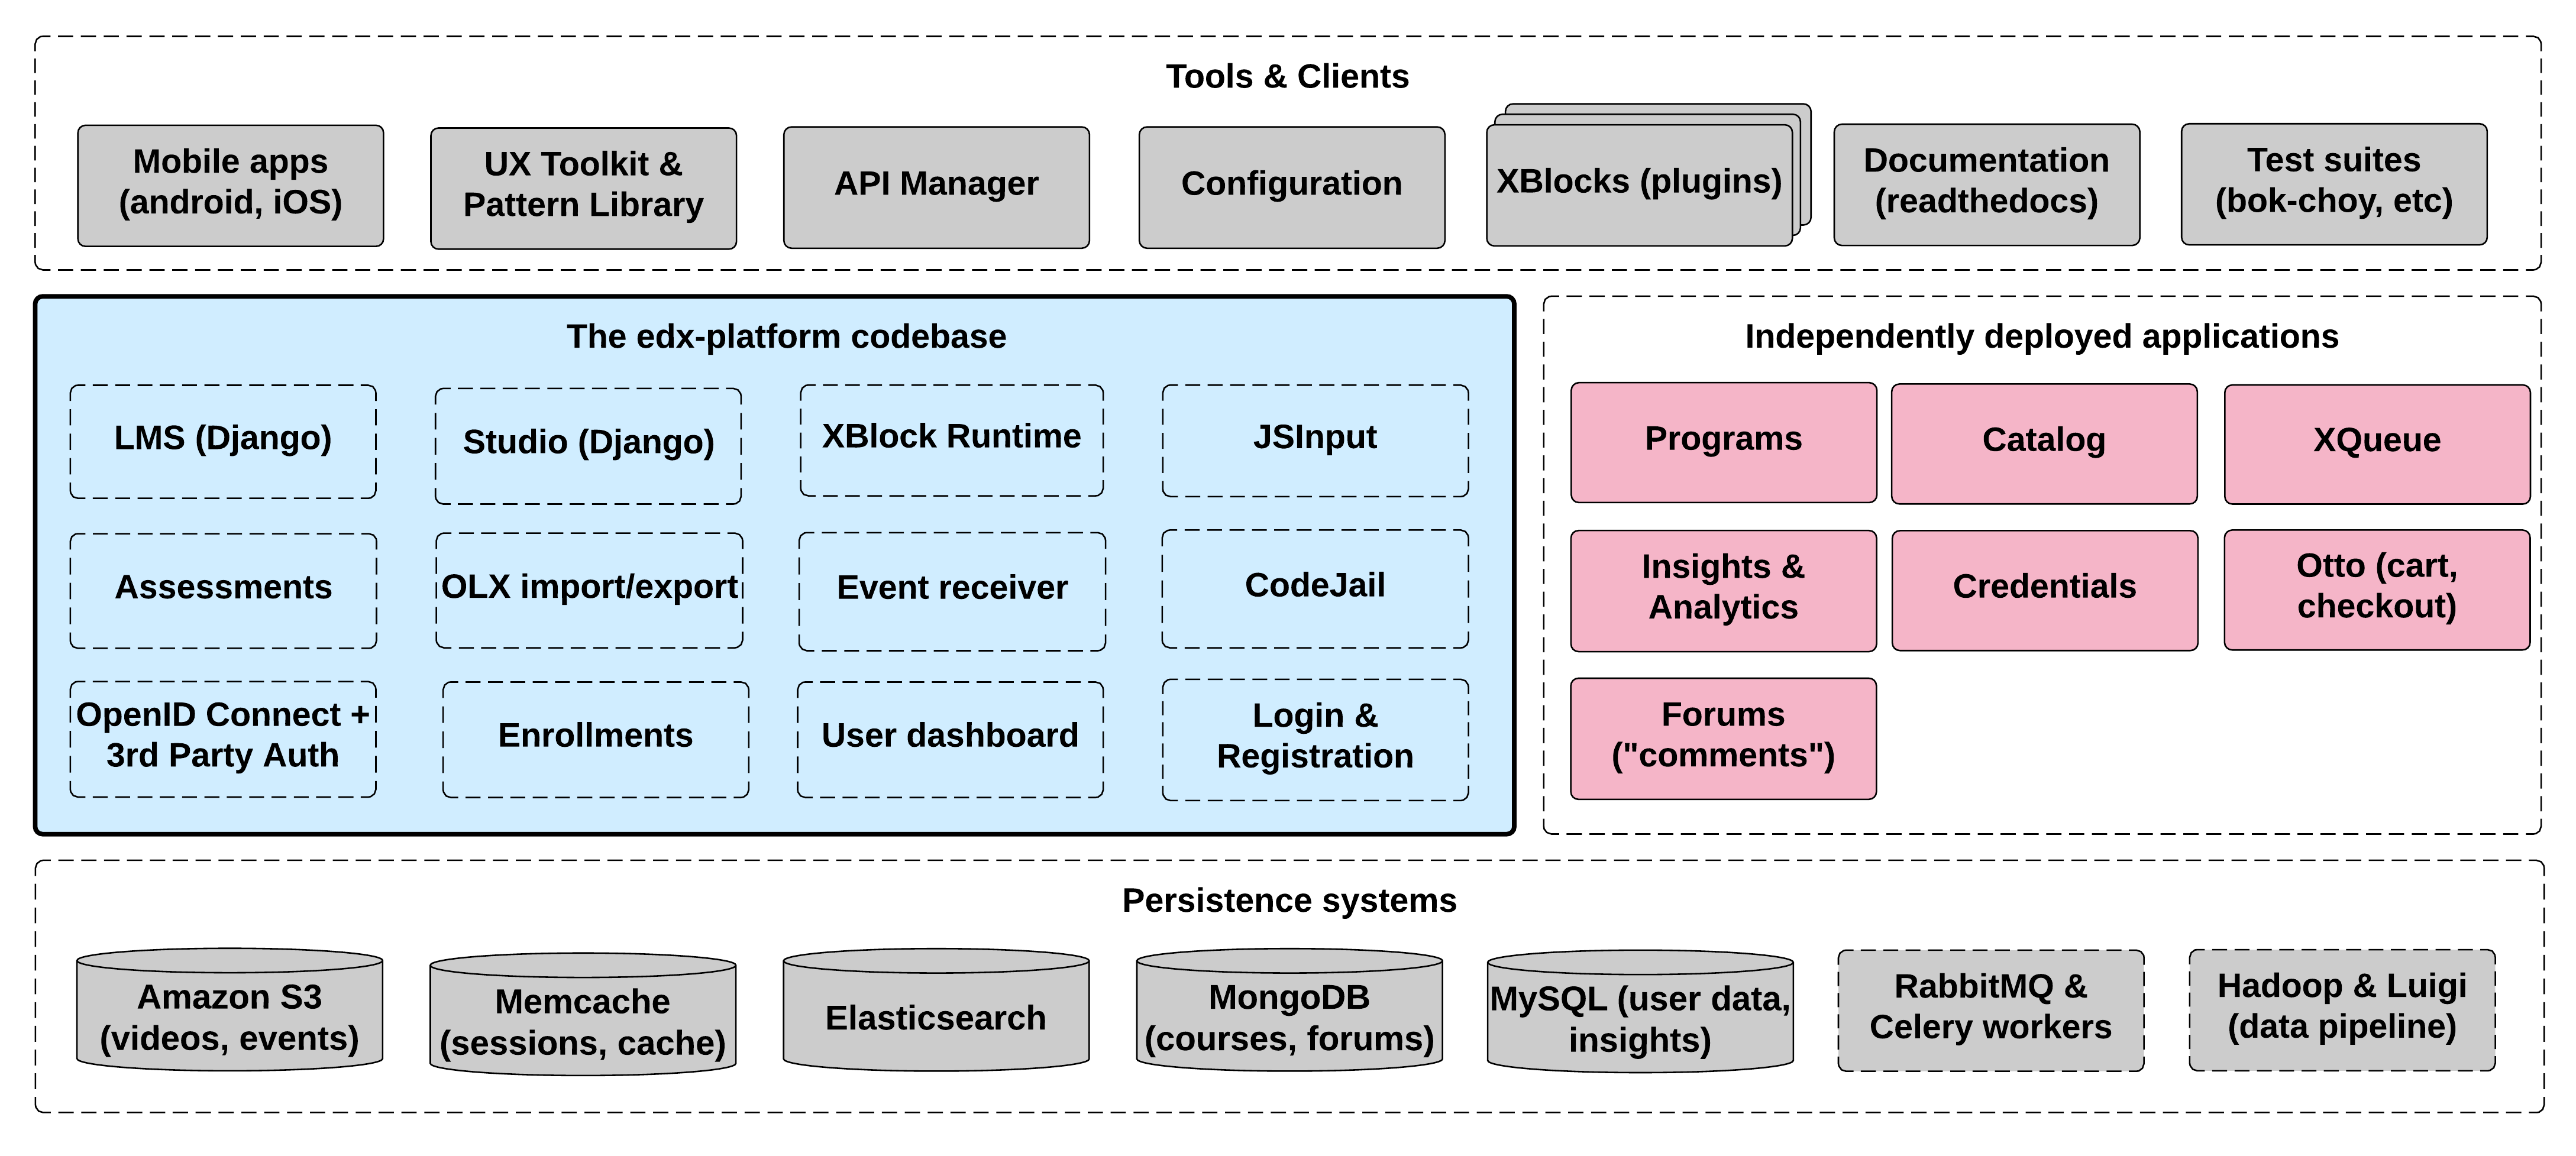 Tools & Clients
Mobile apps
(android, iOS)
UX Toolkit &
Pattern Library
API Manager
Configuration
XBlocks (plugins)
Documentation
(readthedocs)
Test suites
(bok-choy, etc)
The edx-platform codebase
LMS (Django)
Studio (Django)
XBlock Runtime
JSInput
Assessments
OLX import/export
Event receiver
CodeJail
OpenID Connect +
3rd Party Auth
Enrollments
User dashboard
Login &
Registration
Independently deployed applications
Programs
Catalog
XQueue
Insights &
Analytics
Credentials
Otto (cart,
checkout)
Forums
("comments")
Persistence systems
Amazon S3
(videos, events)
Memcache
(sessions, cache)
Elasticsearch
MongoDB
(courses, forums)
MySQL (user data,
insights)
RabbitMQ &
Celery workers
Hadoop & Luigi
(data pipeline)